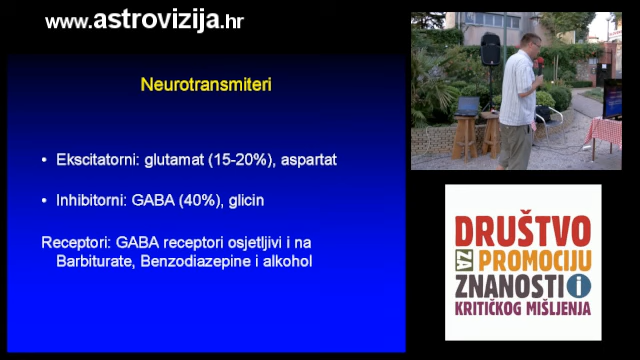 www.astrovizija.hr
Neurotransmiteri
• Ekscitatorni: glutamat (15-20%), aspartat
• Inhibitorni: GABA (40%), glicin
Receptori: GABA receptori osjetljivi i na
Barbiturate, Benzodiazepine i alkohol
DRUŠTVO
ZA PROMOCIJU
ZNANOSTI i
KRITIČKOG MIŠLJENJA